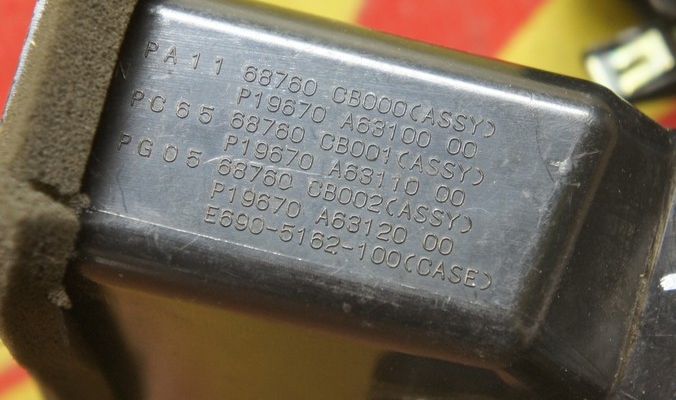 PA11 68760 CB000(ASSY)
P19670 A63100 00
PC65 68760 CB001(ASSY)
P19670 A63110 00
PG05 68760 CB002(ASSY)
P19670 A63120 00
E690-5162-100(CASE)